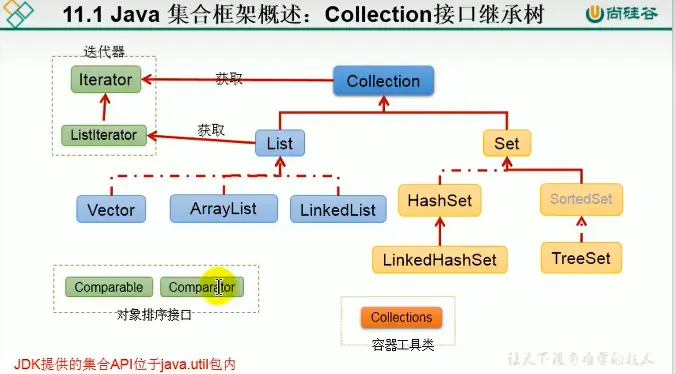 11.1 Java 集合框架概述：Collection接口继承树
尚硅谷
迭代器
Iterator
获取
Collection
ListIterator
获取
List
Set
Vector
ArrayList
LinkedList
HashSet
SortedSet
LinkedHashSet
TreeSet
Comparable
Comparator
对象排序接口
Collections
容器工具类
JDK提供的集合API位于java.util包内
让天下没有难学的技术